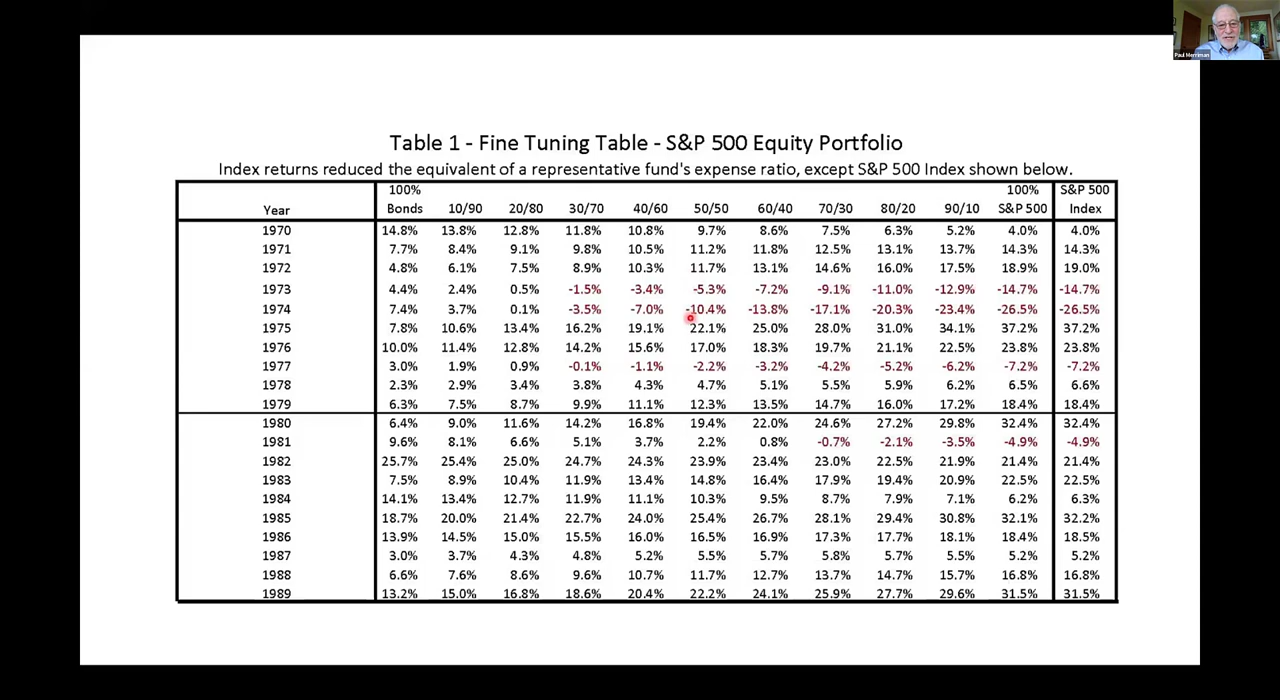 Paul Merriman
Table 1 - Fine Tuning Table - S&P 500 Equity Portfolio
Index returns reduced the equivalent of a representative fund's expense ratio, except S&P 500 Index shown below.
100% 100% S&P 500
Year Bonds 10/90 20/80 30/70 40/60 50/50 60/40 70/30 80/20 90/10 S&P 500 Index
1970 14.8% 13.8% 12.8% 11.8% 10.8% 9.7% 8.6% 7.5% 6.3% 5.2% 4.0% 4.0%
1971 7.7% 8.4% 9.1% 9.8% 10.5% 11.2% 11.8% 12.5% 13.1% 13.7% 14.3% 14.3%
1972 4.8% 6.1% 7.5% 8.9% 10.3% 11.7% 13.1% 14.6% 16.0% 17.5% 18.9% 19.0%
1973 4.4% 2.4% 0.5% -1.5% -3.4% -5.3% -7.2% -9.1% -11.0% -12.9% -14.7% -14.7%
1974 7.4% 3.7% 0.1% -3.5% -7.0% -10.4% -13.8% -17.1% -20.3% -23.4% -26.5% -26.5%
1975 7.8% 10.6% 13.4% 16.2% 19.1% 22.1% 25.0% 28.0% 31.0% 34.1% 37.2% 37.2%
1976 10.0% 11.4% 12.8% 14.2% 15.6% 17.0% 18.3% 19.7% 21.1% 22.5% 23.8% 23.8%
1977 3.0% 1.9% 0.9% -0.1% -1.1% -2.2% -3.2% -4.2% -5.2% -6.2% -7.2% -7.2%
1978 2.3% 2.9% 3.4% 3.8% 4.3% 4.7% 5.1% 5.5% 5.9% 6.2% 6.5% 6.6%
1979 6.3% 7.5% 8.7% 9.9% 11.1% 12.3% 13.5% 14.7% 16.0% 17.2% 18.4% 18.4%
1980 6.4% 9.0% 11.6% 14.2% 16.8% 19.4% 22.0% 24.6% 27.2% 29.8% 32.4% 32.4%
1981 9.6% 8.1% 6.6% 5.1% 3.7% 2.2% 0.8% -0.7% -2.1% -3.5% -4.9% -4.9%
1982 25.7% 25.4% 25.0% 24.7% 24.3% 23.9% 23.4% 23.0% 22.5% 21.9% 21.4% 21.4%
1983 7.5% 8.9% 10.4% 11.9% 13.4% 14.8% 16.4% 17.9% 19.4% 20.9% 22.5% 22.5%
1984 14.1% 13.4% 12.7% 11.9% 11.1% 10.3% 9.5% 8.7% 7.9% 7.1% 6.2% 6.3%
1985 18.7% 20.0% 21.4% 22.7% 24.0% 25.4% 26.7% 28.1% 29.4% 30.8% 32.1% 32.2%
1986 13.9% 14.5% 15.0% 15.5% 16.0% 16.5% 16.9% 17.3% 17.7% 18.1% 18.4% 18.5%
1987 3.0% 3.7% 4.3% 4.8% 5.2% 5.5% 5.7% 5.8% 5.7% 5.5% 5.2% 5.2%
1988 6.6% 7.6% 8.6% 9.6% 10.7% 11.7% 12.7% 13.7% 14.7% 15.7% 16.8% 16.8%
1989 13.2% 15.0% 16.8% 18.6% 20.4% 22.2% 24.1% 25.9% 27.7% 29.6% 31.5% 31.5%